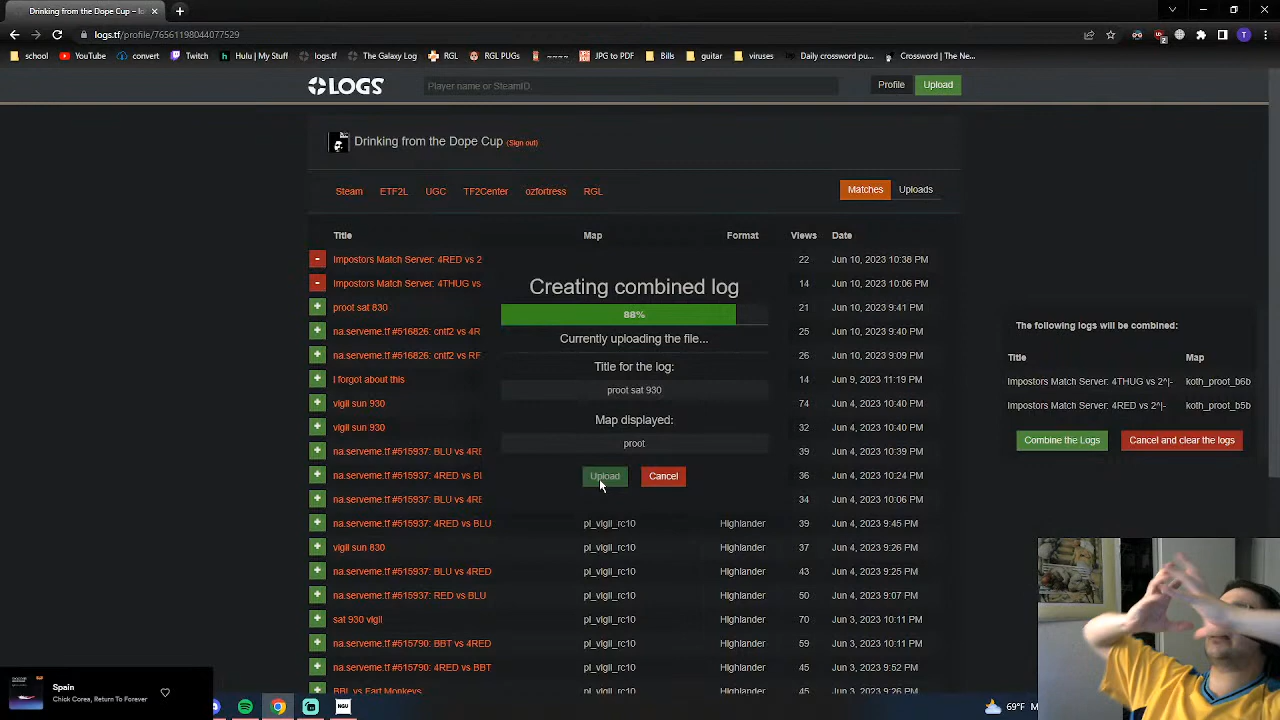 Drinking from the Dope Cup –
logs.tf/profile/76561198044077529
school YouTube convert Twitch Hulu | My Stuff logs.tf The Galaxy Log RGL RGL PUGs ~~~~ JPG to PDF Bills guitar viruses Daily crossword pu... Crossword | The Ne...
LOGS Player name or SteamID. Profile Upload
Drinking from the Dope Cup (Sign out)
Steam ETF2L UGC TF2Center ozfortress RGL Matches Uploads
Title Map Format Views Date
- Impostors Match Server: 4RED vs 2 22 Jun 10, 2023 10:38 PM
- Impostors Match Server: 4THUG vs 14 Jun 10, 2023 10:06 PM
+ proot sat 830 21 Jun 10, 2023 9:41 PM
+ na.serveme.tf #516826: cntf2 vs 4R 25 Jun 10, 2023 9:40 PM
+ na.serveme.tf #516826: cntf2 vs RF 26 Jun 10, 2023 9:09 PM
+ I forgot about this 14 Jun 9, 2023 11:19 PM
+ vigil sun 930 74 Jun 4, 2023 10:40 PM
+ vigil sun 930 32 Jun 4, 2023 10:40 PM
+ na.serveme.tf #515937: BLU vs 4RE 39 Jun 4, 2023 10:39 PM
+ na.serveme.tf #515937: 4RED vs BL 36 Jun 4, 2023 10:24 PM
+ na.serveme.tf #515937: BLU vs 4RE 34 Jun 4, 2023 10:06 PM
+ na.serveme.tf #515937: 4RED vs BLU pl_vigil_rc10 Highlander 39 Jun 4, 2023 9:45 PM
+ vigil sun 830 pl_vigil_rc10 Highlander 37 Jun 4, 2023 9:26 PM
+ na.serveme.tf #515937: BLU vs 4RED pl_vigil_rc10 Highlander 43 Jun 4, 2023 9:25 PM
+ na.serveme.tf #515937: RED vs BLU pl_vigil_rc10 Highlander 50 Jun 4, 2023 9:07 PM
+ sat 930 vigil pl_vigil_rc10 Highlander 70 Jun 3, 2023 10:11 PM
+ na.serveme.tf #515790: BBT vs 4RED pl_vigil_rc10 Highlander 59 Jun 3, 2023 10:11 PM
+ na.serveme.tf #515790: 4RED vs BBT pl_vigil_rc10 Highlander 45 Jun 3, 2023 9:52 PM
+ BBL vs Fart Monkeys pl_vigil_rc10 Highlander 45 Jun 3, 2023 9:26 PM
Creating combined log
88%
Currently uploading the file...
Title for the log:
proot sat 930
Map displayed:
proot
Upload Cancel
The following logs will be combined:
Title Map
Impostors Match Server: 4THUG vs 2^|- koth_proot_b6b
Impostors Match Server: 4RED vs 2^|- koth_proot_b5b
Combine the Logs Cancel and clear the logs
Spain
Chick Corea, Return To Forever
NGU
69°F M